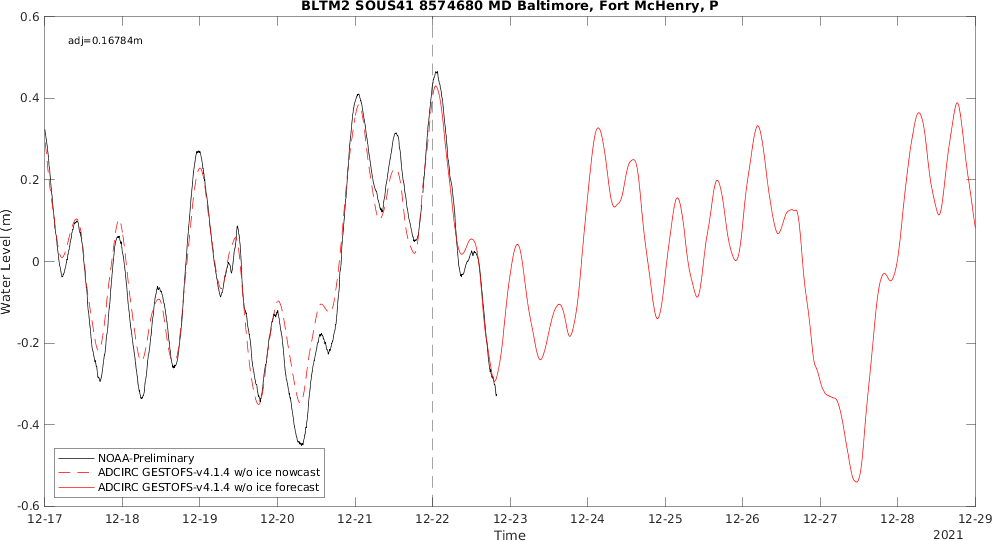 BLTM2 SOUS41 8574680 MD Baltimore, Fort McHenry, P
adj=0.16784m
0.6
0.4
0.2
0
-0.2
-0.4
-0.6
Water Level (m)
NOAA-Preliminary
ADCIRC GESTOFS-v4.1.4 w/o ice nowcast
ADCIRC GESTOFS-v4.1.4 w/o ice forecast
12-17 12-18 12-19 12-20 12-21 12-22 12-23 12-24 12-25 12-26 12-27 12-28 12-29
Time
2021